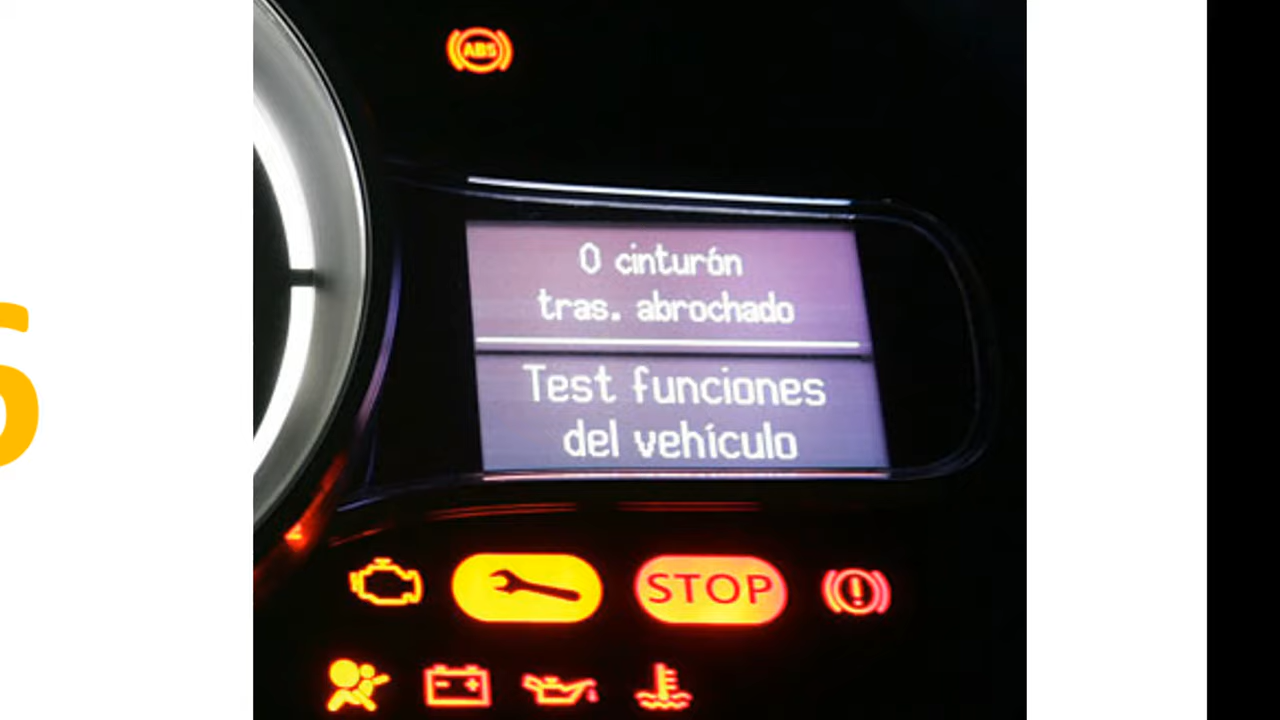 ABS
0 cinturón
tras. abrochado
Test funciones
del vehículo
STOP